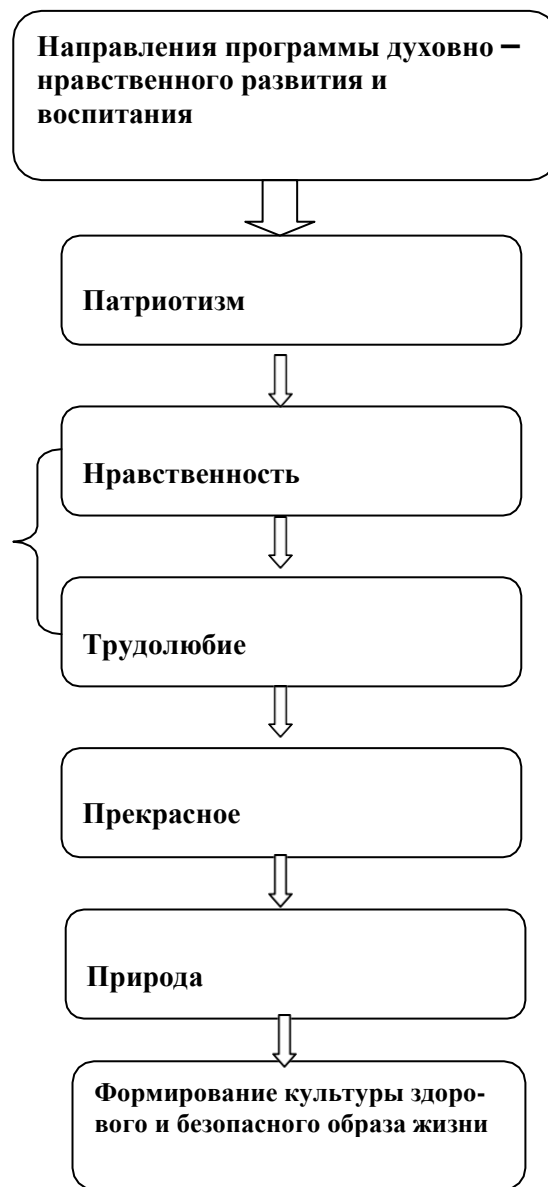 Направления программы духовно –
нравственного развития и
воспитания
Патриотизм
Нравственность
Трудолюбие
Прекрасное
Природа
Формирование культуры здоро-
вого и безопасного образа жизни